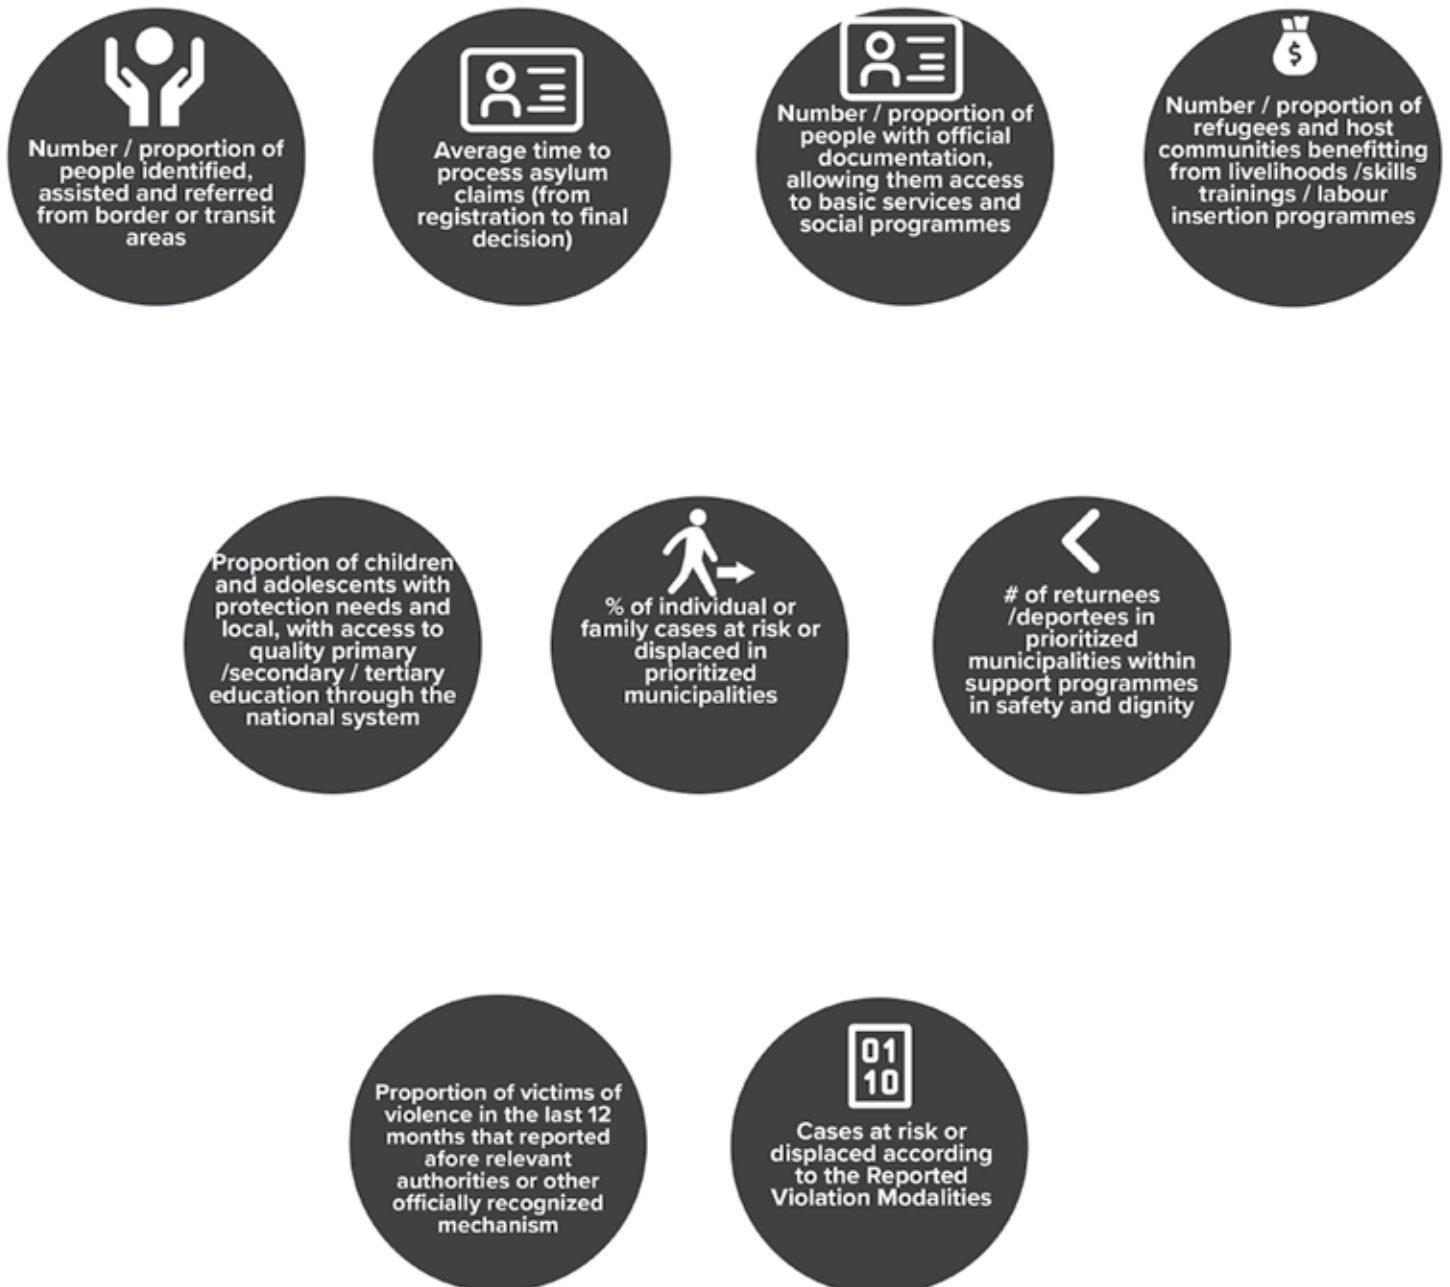 Number / proportion of
people identified,
assisted and referred
from border or transit
areas
Average time to
process asylum
claims (from
registration to final
decision)
Number / proportion of
people with official
documentation,
allowing them access
to basic services and
social programmes
$
Number / proportion of
refugees and host
communities benefitting
from livelihoods /skills
trainings / labour
insertion programmes
Proportion of children
and adolescents with
protection needs and
local, with access to
quality primary
/secondary / tertiary
education through the
national system
% of individual or
family cases at risk or
displaced in
prioritized
municipalities
# of returnees
/deportees in
prioritized
municipalities within
support programmes
in safety and dignity
Proportion of victims of
violence in the last 12
months that reported
afore relevant
authorities or other
officially recognized
mechanism
01
10
Cases at risk or
displaced according
to the Reported
Violation Modalities